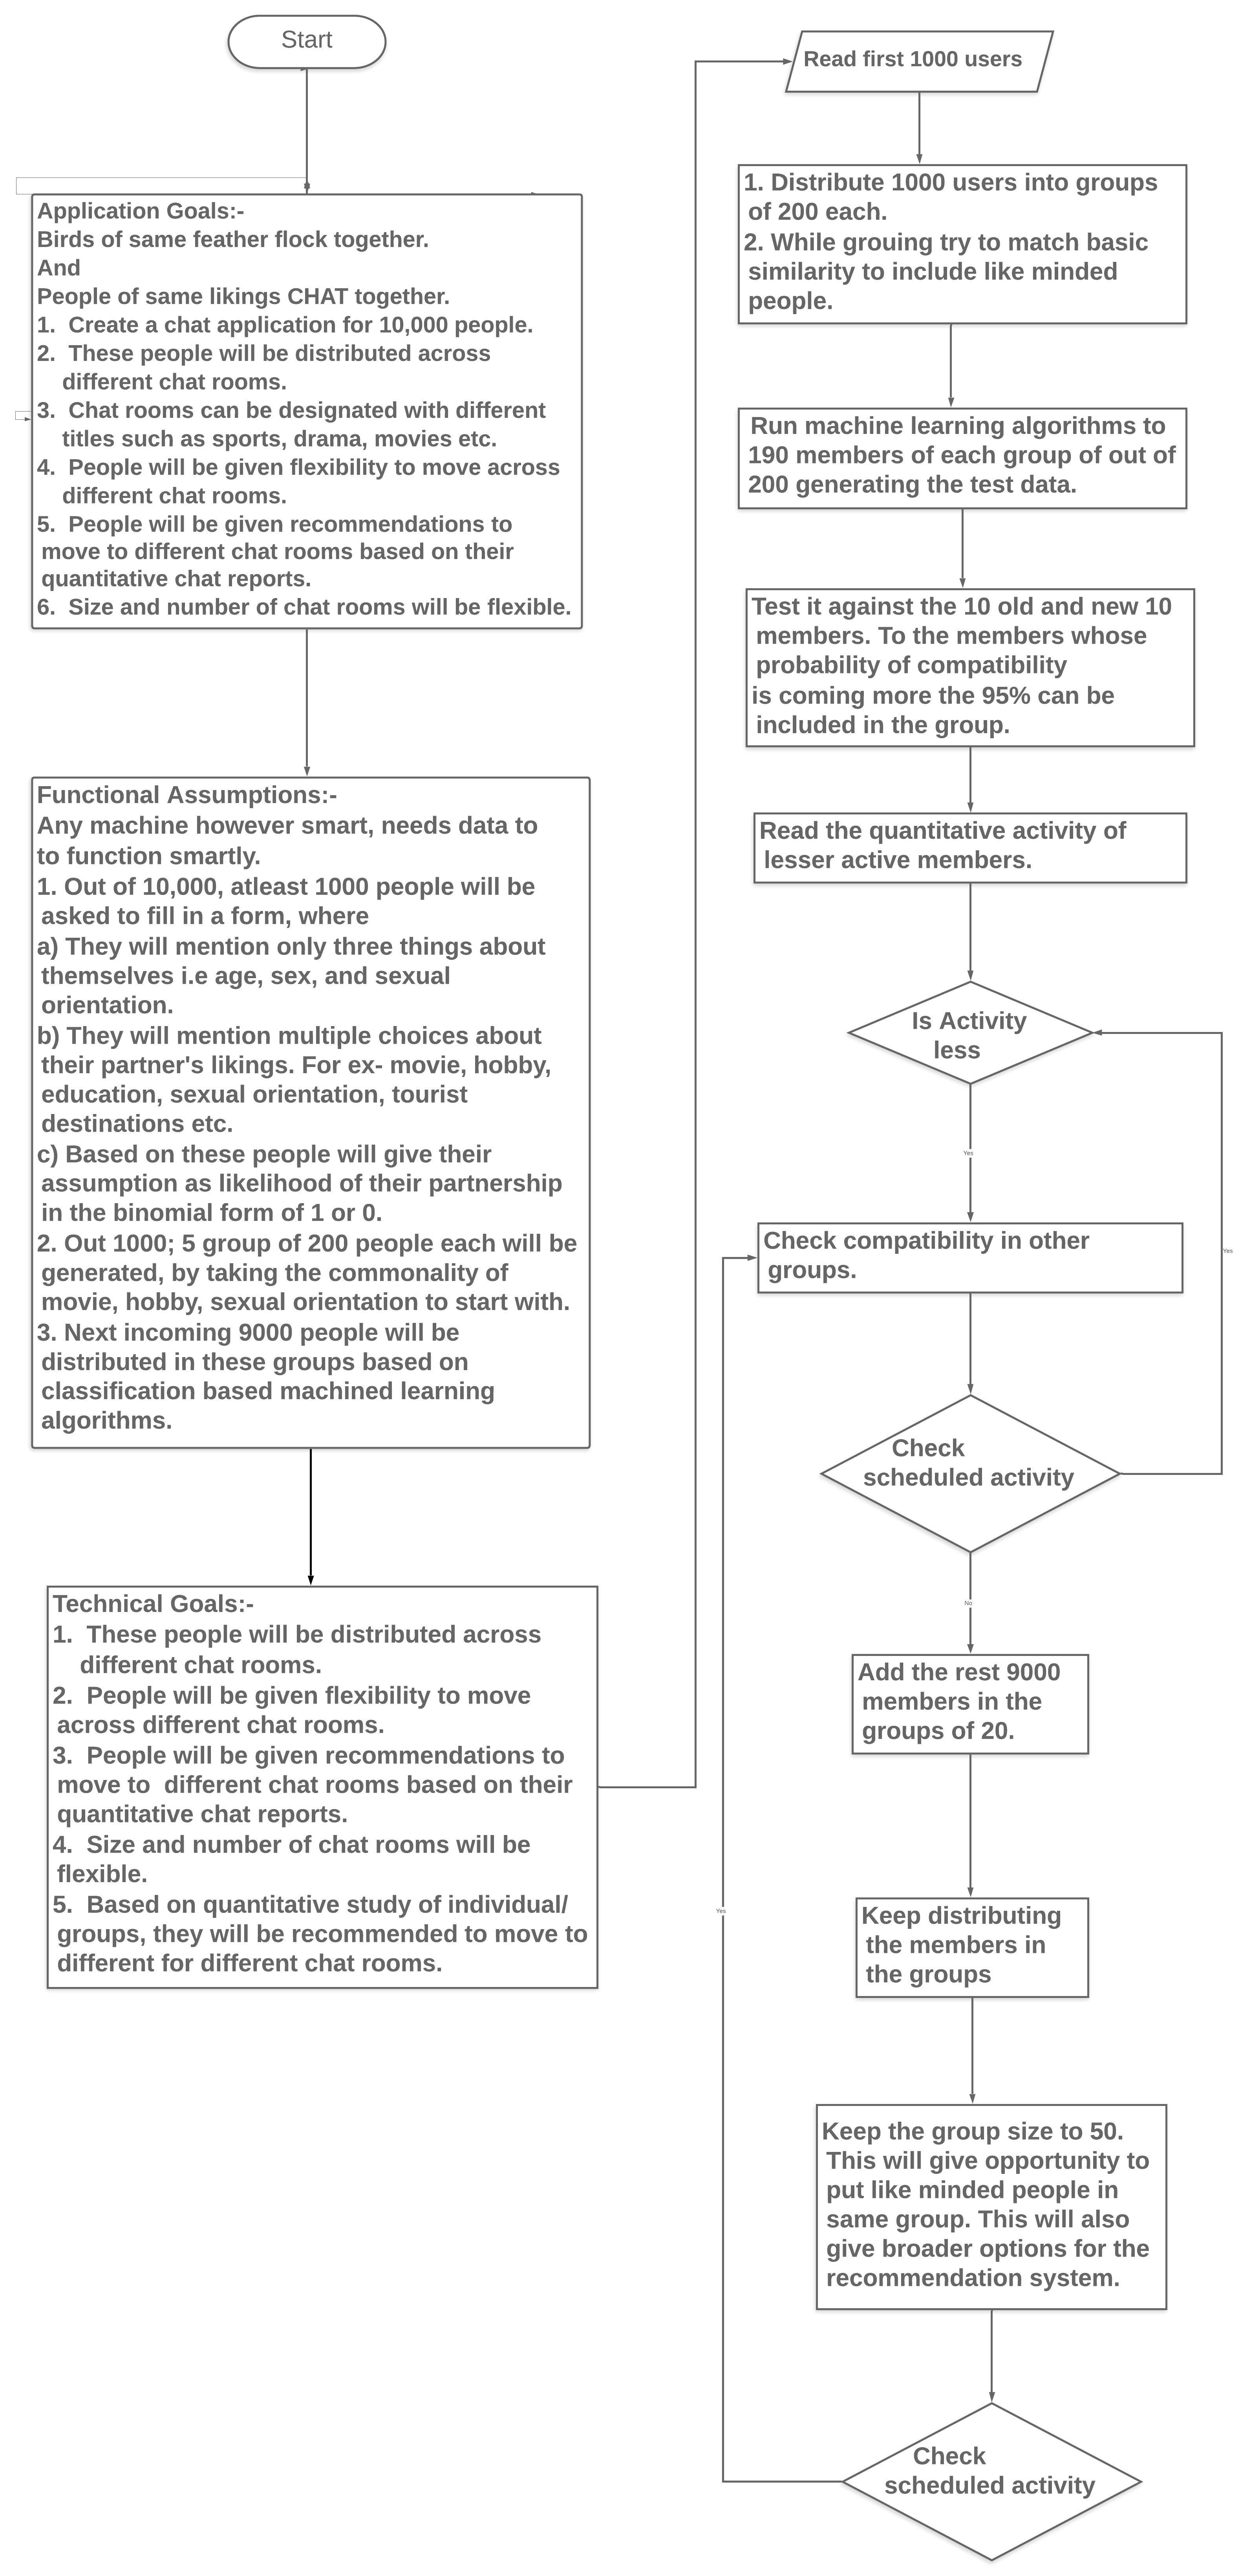 Start
Application Goals:-
Birds of same feather flock together.
And
People of same likings CHAT together.
1. Create a chat application for 10,000 people.
2. These people will be distributed across
different chat rooms.
3. Chat rooms can be designated with different
titles such as sports, drama, movies etc.
4. People will be given flexibility to move across
different chat rooms.
5. People will be given recommendations to
move to different chat rooms based on their
quantitative chat reports.
6. Size and number of chat rooms will be flexible.
Functional Assumptions:-
Any machine however smart, needs data to
to function smartly.
1. Out of 10,000, atleast 1000 people will be
asked to fill in a form, where
a) They will mention only three things about
themselves i.e age, sex, and sexual
orientation.
b) They will mention multiple choices about
their partner's likings. For ex- movie, hobby,
education, sexual orientation, tourist
destinations etc.
c) Based on these people will give their
assumption as likelihood of their partnership
in the binomial form of 1 or 0.
2. Out 1000; 5 group of 200 people each will be
generated, by taking the commonality of
movie, hobby, sexual orientation to start with.
3. Next incoming 9000 people will be
distributed in these groups based on
classification based machined learning
algorithms.
Technical Goals:-
1. These people will be distributed across
different chat rooms.
2. People will be given flexibility to move
across different chat rooms.
3. People will be given recommendations to
move to different chat rooms based on their
quantitative chat reports.
4. Size and number of chat rooms will be
flexible.
5. Based on quantitative study of individual/
groups, they will be recommended to move to
different for different chat rooms.
Read first 1000 users
1. Distribute 1000 users into groups
of 200 each.
2. While grouing try to match basic
similarity to include like minded
people.
Run machine learning algorithms to
190 members of each group of out of
200 generating the test data.
Test it against the 10 old and new 10
members. To the members whose
probability of compatibility
is coming more the 95% can be
included in the group.
Read the quantitative activity of
lesser active members.
Is Activity
less
Yes
Check compatibility in other
groups.
Yes
Check
scheduled activity
No
Add the rest 9000
members in the
groups of 20.
Keep distributing
the members in
the groups
Yes
Keep the group size to 50.
This will give opportunity to
put like minded people in
same group. This will also
give broader options for the
recommendation system.
Check
scheduled activity